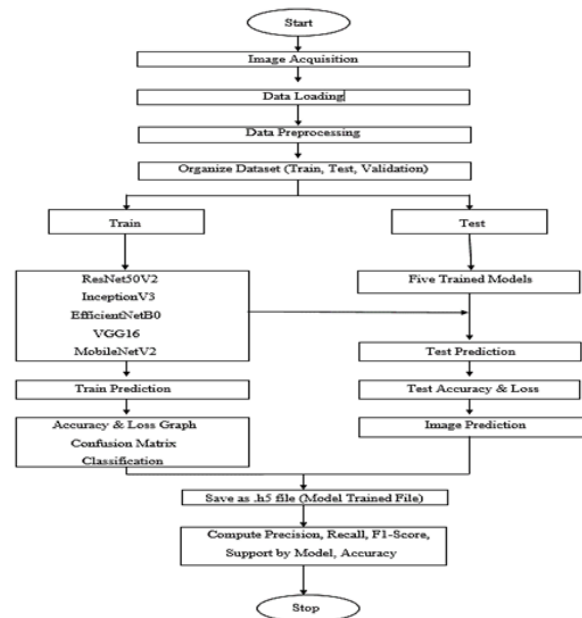 Start
Image Acquisition
Data Loading
Data Preprocessing
Organize Dataset (Train, Test, Validation)
Train
Test
ResNet50V2
InceptionV3
EfficientNetB0
VGG16
MobileNetV2
Five Trained Models
Train Prediction
Test Prediction
Accuracy & Loss Graph
Confusion Matrix
Classification
Test Accuracy & Loss
Image Prediction
Save as .h5 file (Model Trained File)
Compute Precision, Recall, F1-Score,
Support by Model, Accuracy
Stop